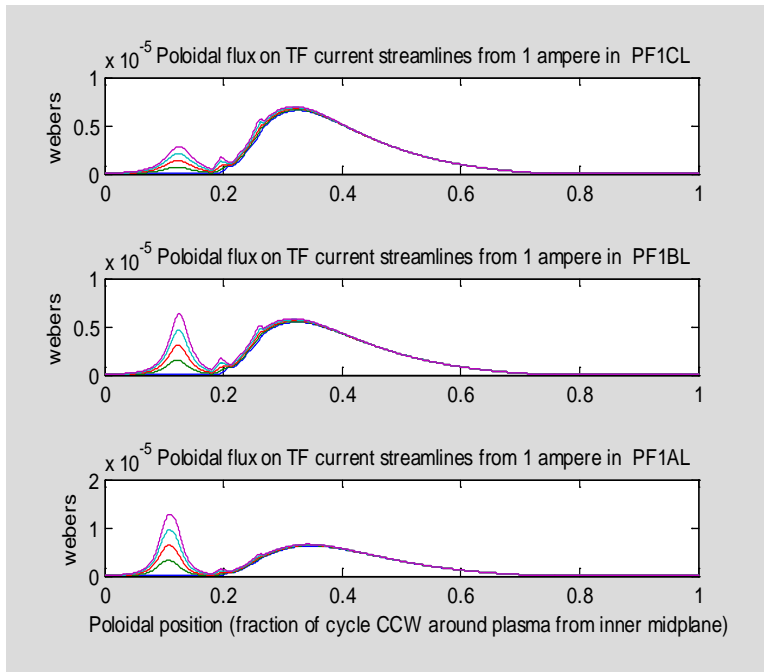 x 10^-5 Poloidal flux on TF current streamlines from 1 ampere in PF1CL
1
0.5
0
webers
0 0.2 0.4 0.6 0.8 1
x 10^-5 Poloidal flux on TF current streamlines from 1 ampere in PF1BL
1
0.5
0
webers
0 0.2 0.4 0.6 0.8 1
x 10^-5 Poloidal flux on TF current streamlines from 1 ampere in PF1AL
2
1
0
webers
0 0.2 0.4 0.6 0.8 1
Poloidal position (fraction of cycle CCW around plasma from inner midplane)